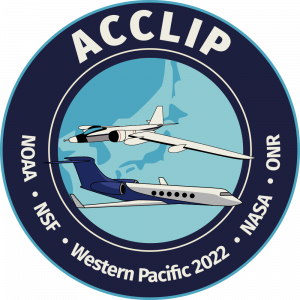 ACCLIP
NOAA • NSF • Western Pacific 2022 • NASA • ONR